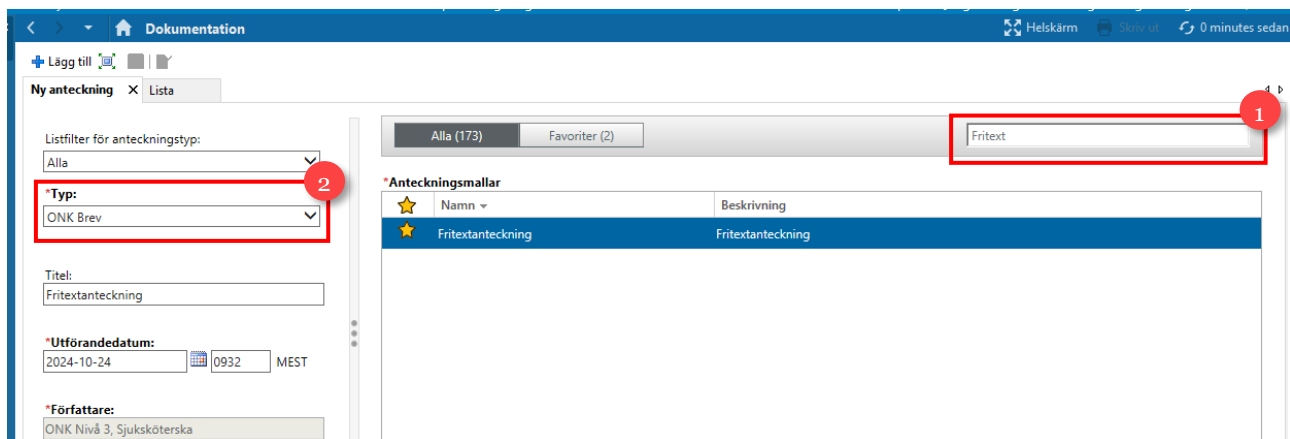 Dokumentation
Helskärm Skriv ut 0 minutes sedan
Lägg till
Ny anteckning X Lista
1
Listfilter för anteckningstyp:
Alla
2
*Typ:
ONK Brev
Titel:
Fritextanteckning
*Utförandedatum:
2024-10-24 0932 MEST
*Författare:
ONK Nivå 3, Sjuksköterska
Alla (173) Favoriter (2) Fritext
*Anteckningsmallar
Namn Beskrivning
Fritextanteckning Fritextanteckning